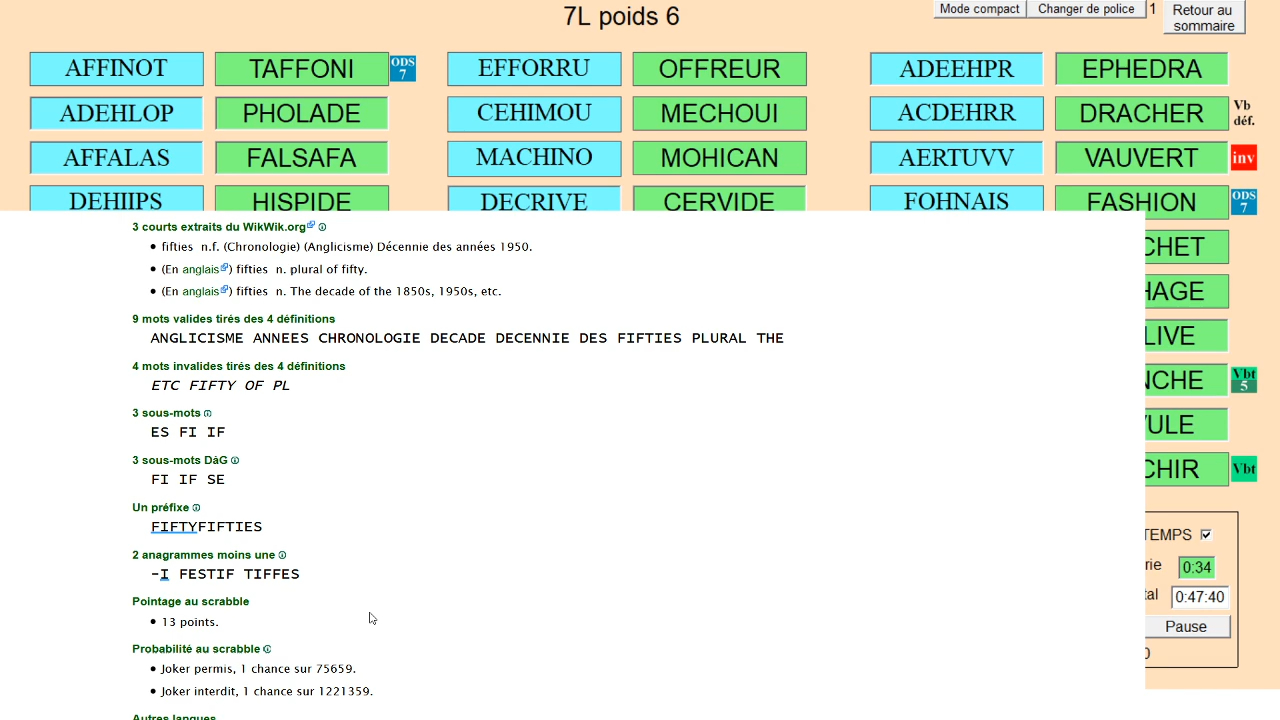 7L poids 6
Mode compact Changer de police 1 Retour au sommaire
AFFINOT TAFFONI ODS 7 EFFORRU OFFREUR ADEEHPR EPHEDRA
ADEHLOP PHOLADE CEHIMOU MECHOUI ACDEHRR DRACHER Vb déf.
AFFALAS FALSAFA MACHINO MOHICAN AERTUVV VAUVERT inv
DEHIIPS HISPIDE DECRIVE CERVIDE FOHNAIS FASHION ODS 7
CHET
HAGE
LIVE
NCHE Vbt 5
ULE
CHIR Vbt
TEMPS
rie 0:34
tal 0:47:40
Pause
3 courts extraits du WikWik.org
• fifties n.f. (Chronologie) (Anglicisme) Décennie des années 1950.
• (En anglais) fifties n. plural of fifty.
• (En anglais) fifties n. The decade of the 1850s, 1950s, etc.
9 mots valides tirés des 4 définitions
ANGLICISME ANNEES CHRONOLOGIE DECADE DECENNIE DES FIFTIES PLURAL THE
4 mots invalides tirés des 4 définitions
ETC FIFTY OF PL
3 sous-mots
ES FI IF
3 sous-mots DàG
FI IF SE
Un préfixe
FIFTYFIFTIES
2 anagrammes moins une
-I FESTIF TIFFES
Pointage au scrabble
• 13 points.
Probabilité au scrabble
• Joker permis, 1 chance sur 75659.
• Joker interdit, 1 chance sur 1221359.
Autres langues